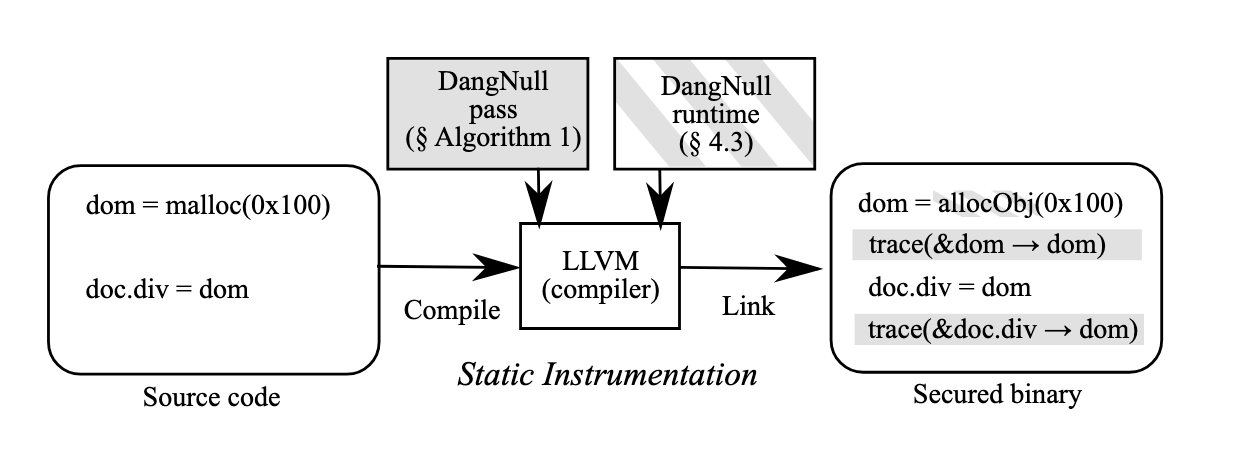 DangNull
pass
(§ Algorithm 1)
DangNull
runtime
(§ 4.3)
dom = malloc(0x100)
doc.div = dom
Source code
Compile
LLVM
(compiler)
Link
Static Instrumentation
dom = allocObj(0x100)
trace(&dom → dom)
doc.div = dom
trace(&doc.div → dom)
Secured binary